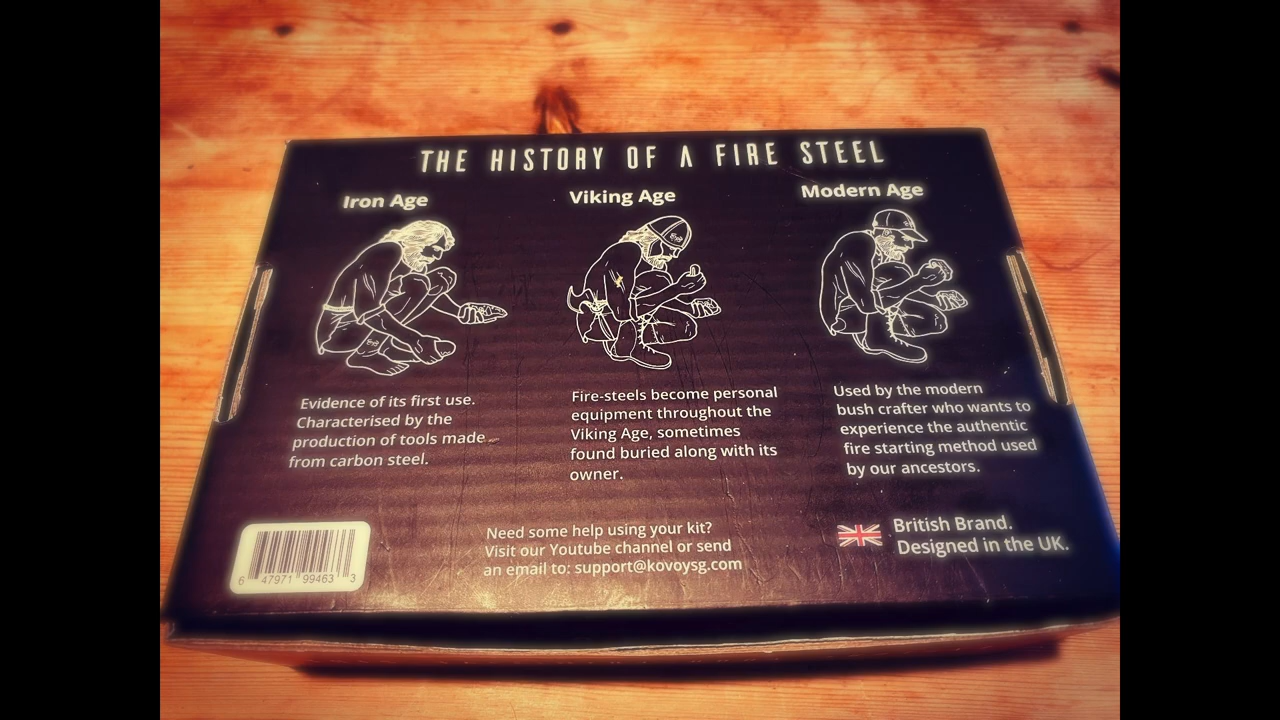 THE HISTORY OF A FIRE STEEL
Iron Age
Evidence of its first use.
Characterised by the
production of tools made
from carbon steel.
Viking Age
Fire-steels become personal
equipment throughout the
Viking Age, sometimes
found buried along with its
owner.
Modern Age
Used by the modern
bush crafter who wants to
experience the authentic
fire starting method used
by our ancestors.
6 47971 99463 3
Need some help using your kit?
Visit our Youtube channel or send
an email to: support@kovoysg.com
British Brand.
Designed in the UK.